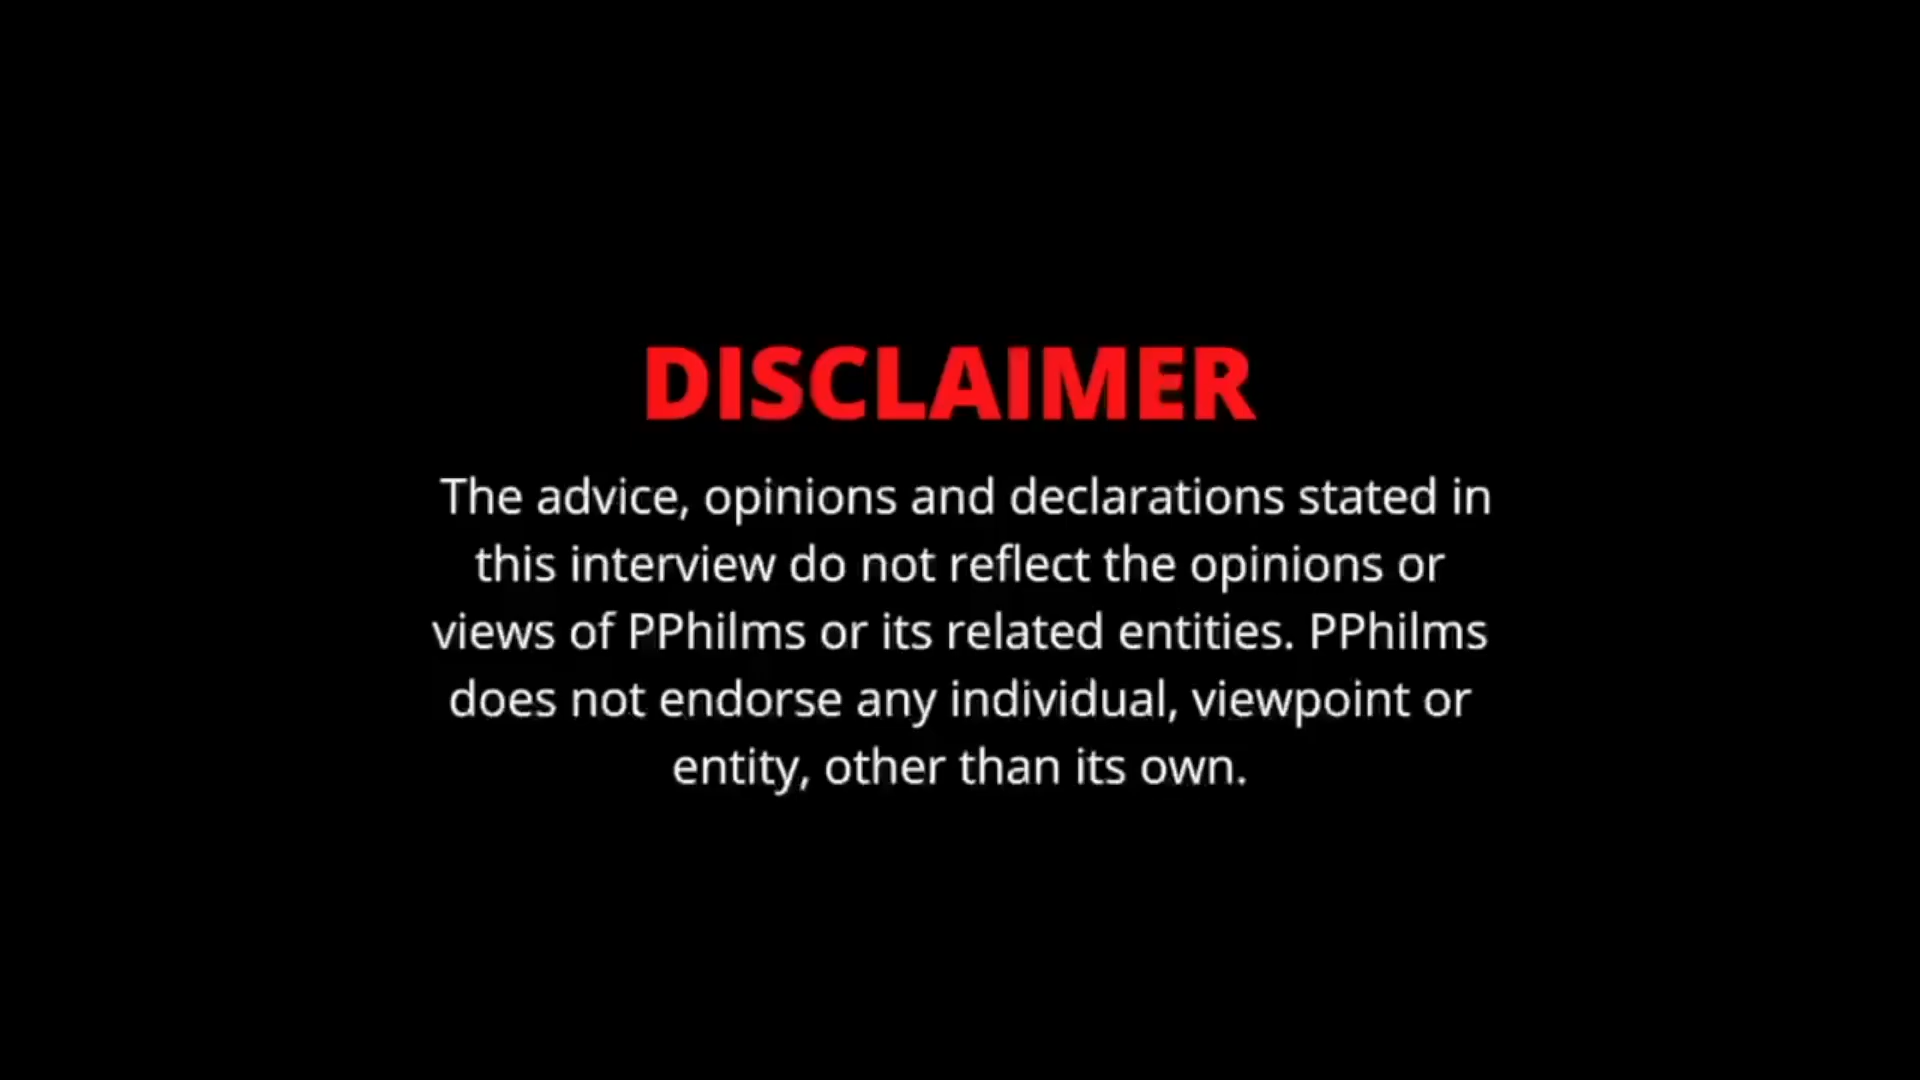 DISCLAIMER
The advice, opinions and declarations stated in
this interview do not reflect the opinions or
views of PPhilms or its related entities. PPhilms
does not endorse any individual, viewpoint or
entity, other than its own.